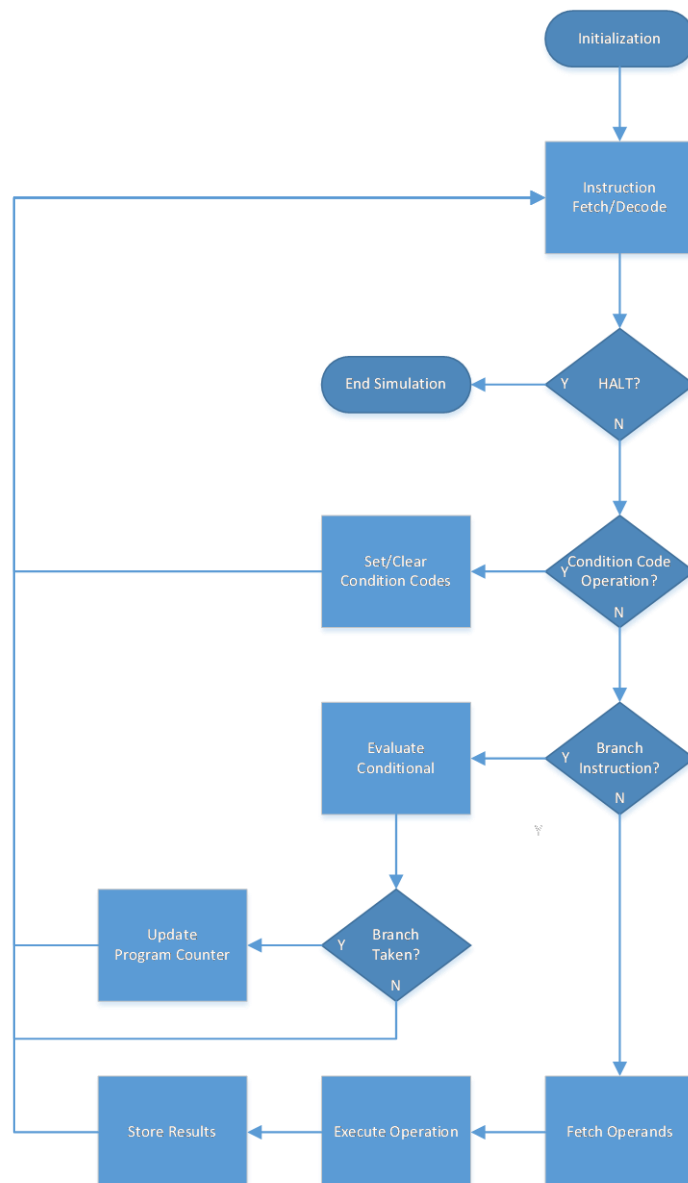 Initialization
Instruction
Fetch/Decode
End Simulation
Y
HALT?
N
Set/Clear
Condition Codes
Condition Code
Y
Operation?
N
Evaluate
Conditional
Y
Branch
Instruction?
N
Y
Update
Program Counter
Y
Branch
Taken?
N
Store Results
Execute Operation
Fetch Operands